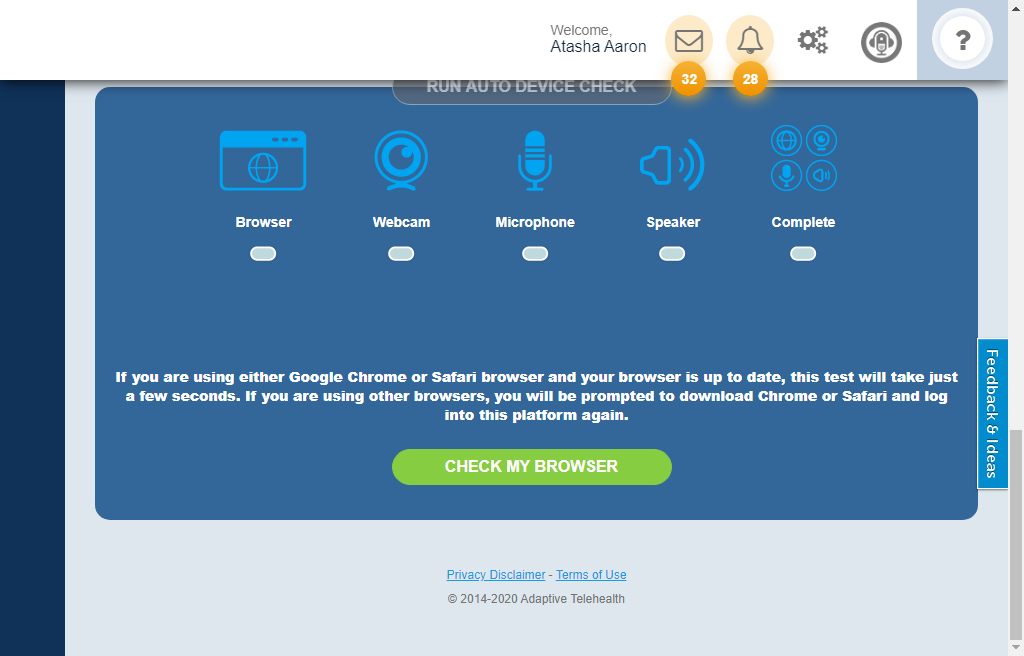 Welcome,
Atasha Aaron
?
32
28
RUN AUTO DEVICE CHECK
Browser
Webcam
Microphone
Speaker
Complete
If you are using either Google Chrome or Safari browser and your browser is up to date, this test will take just
a few seconds. If you are using other browsers, you will be prompted to download Chrome or Safari and log
into this platform again.
CHECK MY BROWSER
Feedback & Ideas
Privacy Disclaimer - Terms of Use
© 2014-2020 Adaptive Telehealth